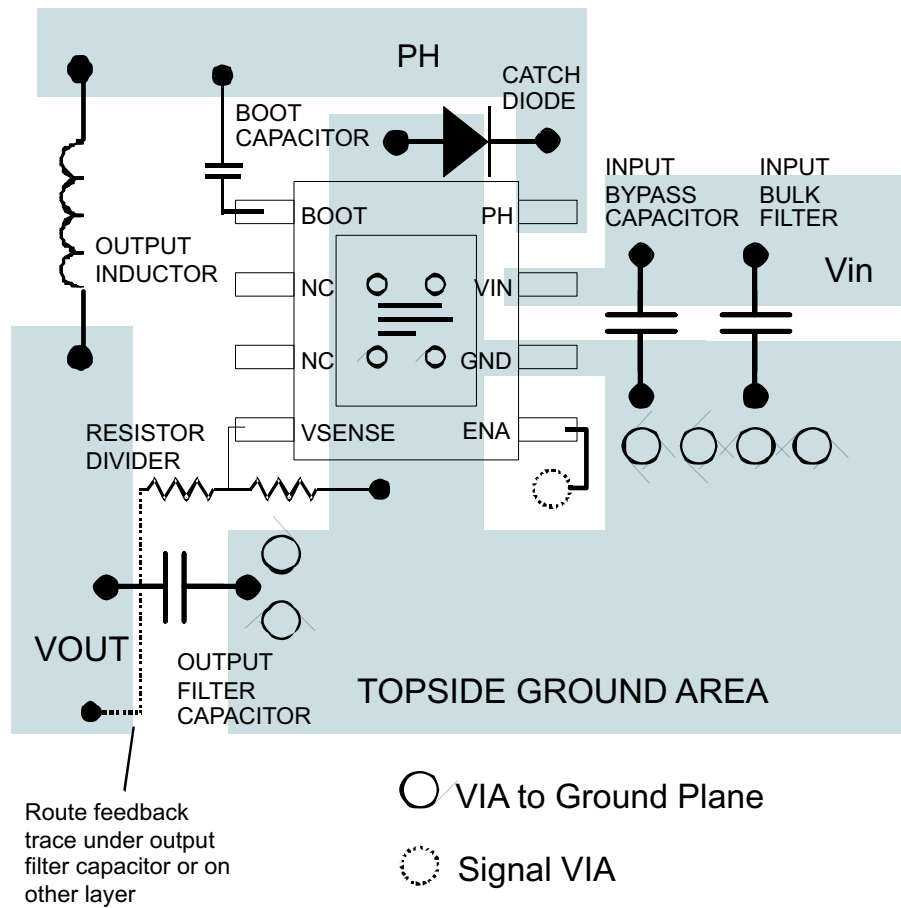 PH
CATCH
DIODE
BOOT
CAPACITOR
INPUT
BYPASS
CAPACITOR
INPUT
BULK
FILTER
BOOT
PH
OUTPUT
INDUCTOR
NC
VIN
Vin
NC
GND
RESISTOR
DIVIDER
VSENSE
ENA
VOUT
OUTPUT
FILTER
CAPACITOR
TOPSIDE GROUND AREA
Route feedback
trace under output
filter capacitor or on
other layer
VIA to Ground Plane
Signal VIA